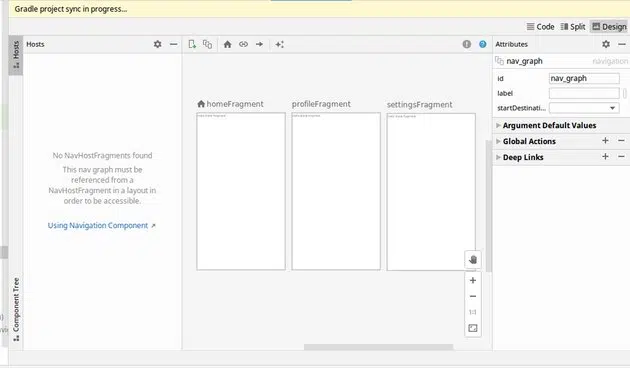 Gradle project sync in progress...
Code Split Design
Hosts
Hosts
Component Tree
No NavHostFragments found
This nav graph must be
referenced from a
NavHostFragment in a layout in
order to be accessible.
Using Navigation Component ↗
homeFragment
profileFragment
settingsFragment
1:1
Attributes
nav_graph navigation
id nav_graph
label
startDestinati...
Argument Default Values
Global Actions
Deep Links